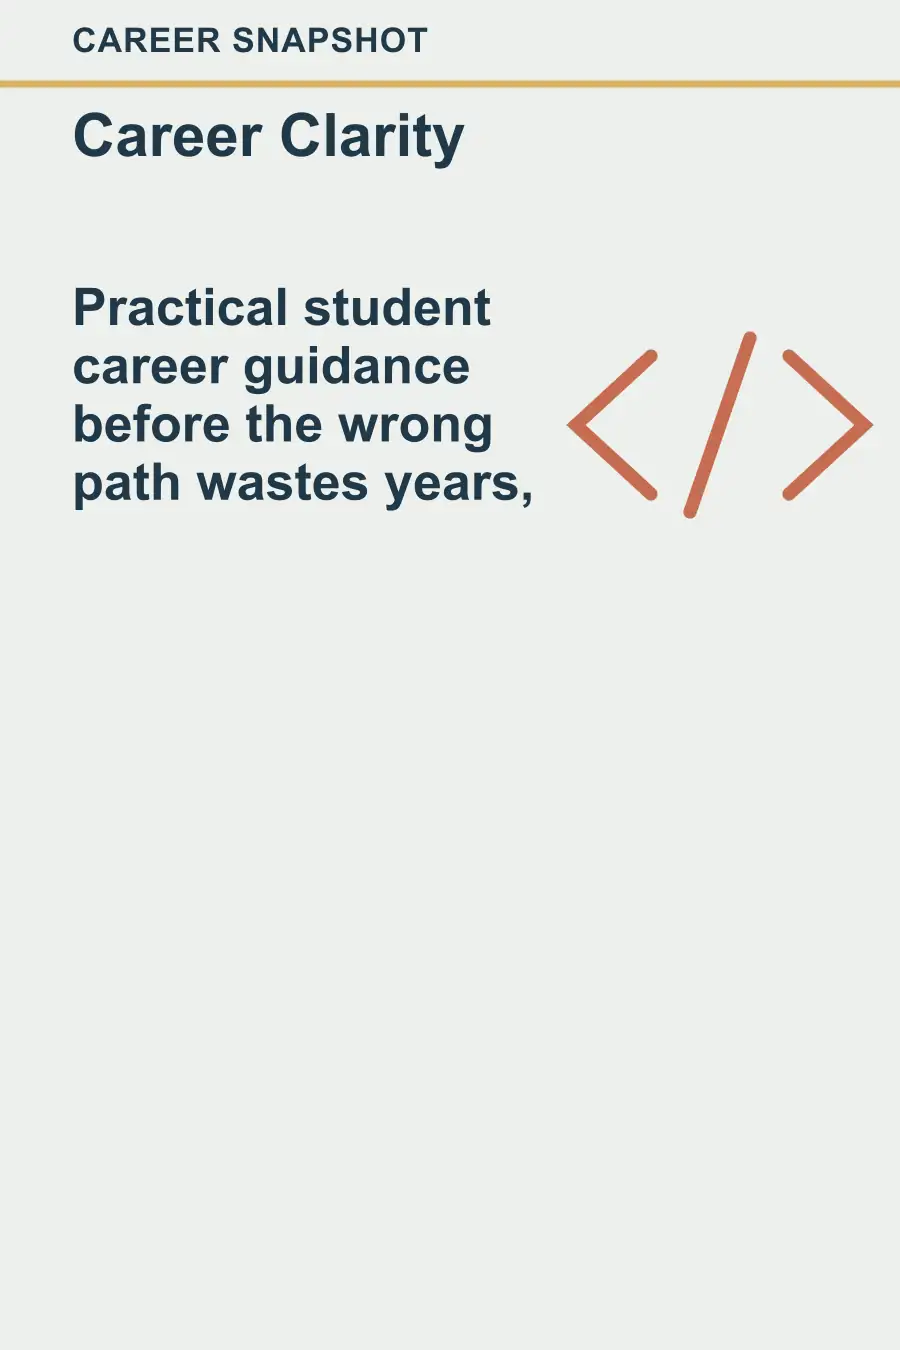 CAREER SNAPSHOT
Career Clarity
Practical student
career guidance
before the wrong
path wastes years,